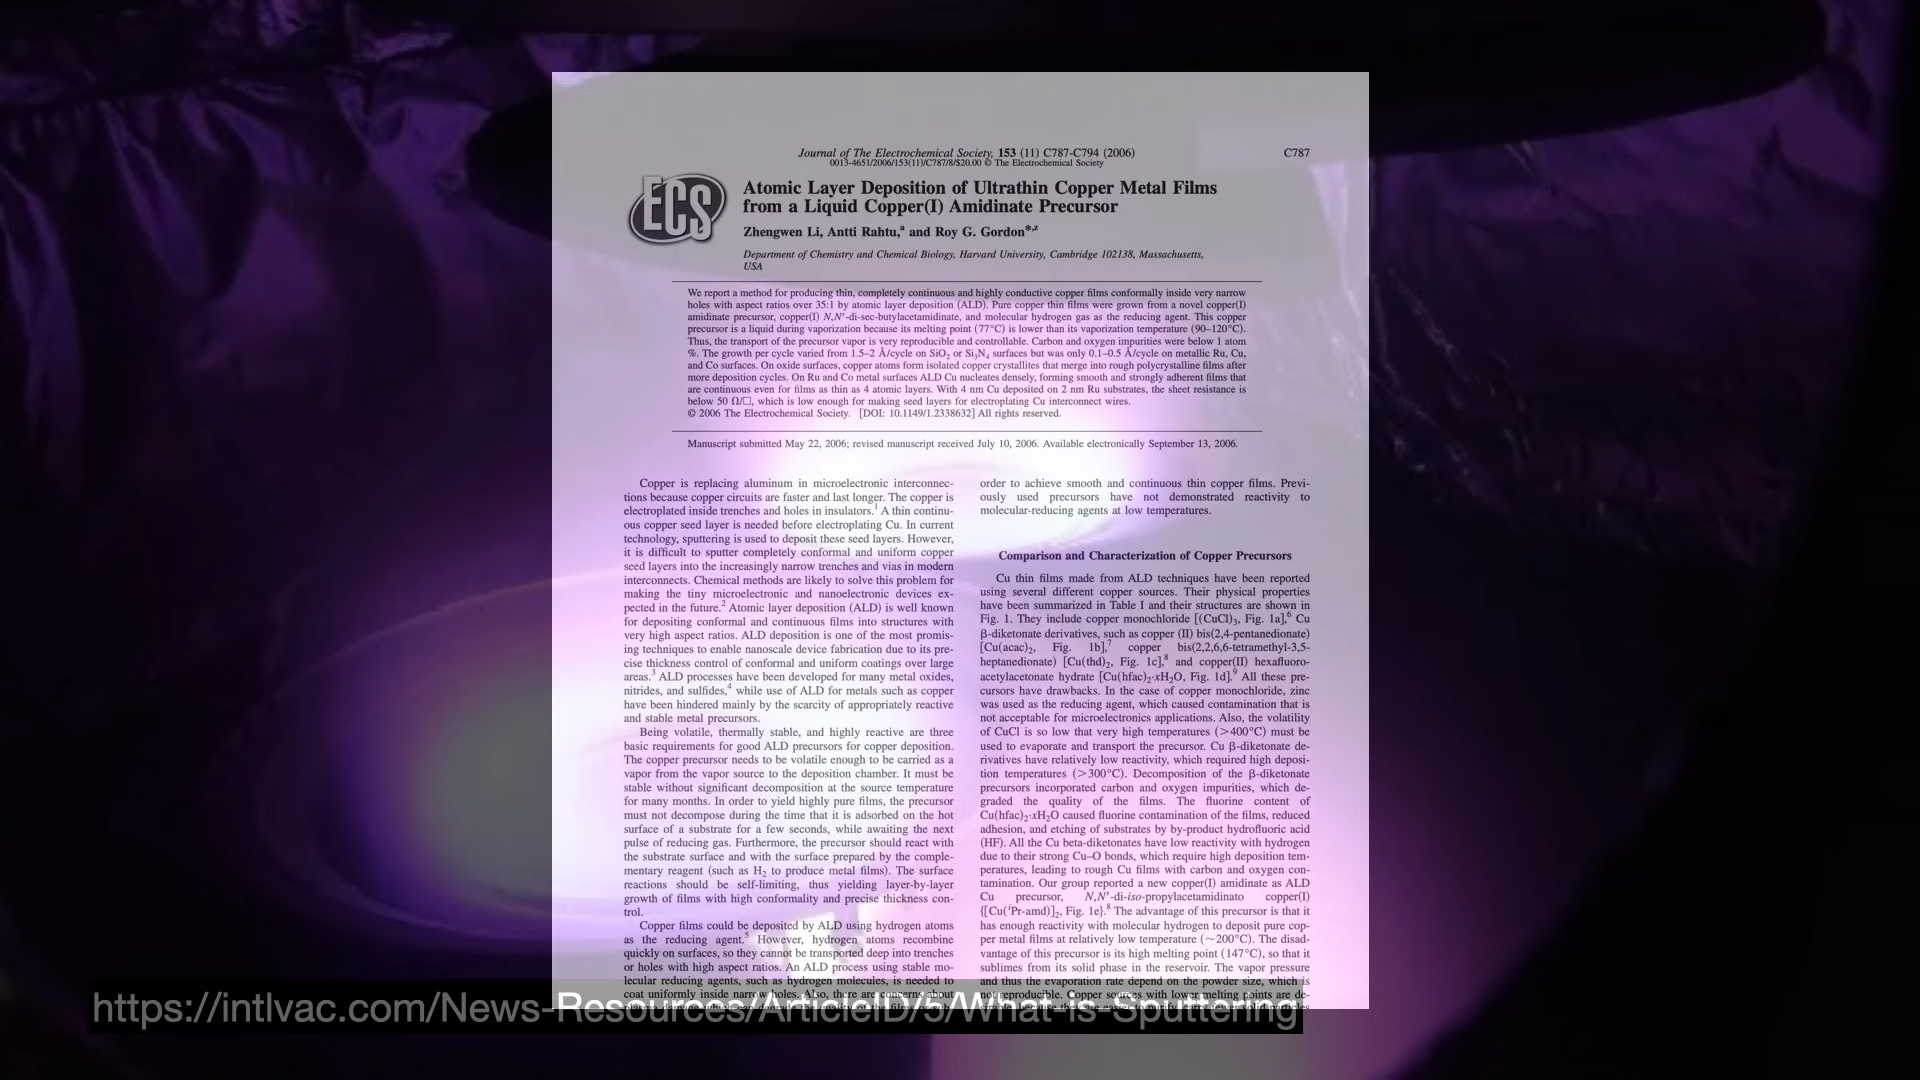 Journal of The Electrochemical Society, 153 (11) C787-C794 (2006)
C787
0013-4651/2006/153(11)/C787/8/$20.00 © The Electrochemical Society
ECS
Atomic Layer Deposition of Ultrathin Copper Metal Films
from a Liquid Copper(I) Amidinate Precursor
Zhengwen Li, Antti Rahtu,ᵃ and Roy G. Gordon*,ᶻ
Department of Chemistry and Chemical Biology, Harvard University, Cambridge 102138, Massachusetts,
USA
We report a method for producing thin, completely continuous and highly conductive copper films conformally inside very narrow
holes with aspect ratios over 35:1 by atomic layer deposition (ALD). Pure copper thin films were grown from a novel copper(I)
amidinate precursor, copper(I) N,N′-di-sec-butylacetamidinate, and molecular hydrogen gas as the reducing agent. This copper
precursor is a liquid during vaporization because its melting point (77°C) is lower than its vaporization temperature (90–120°C).
Thus, the transport of the precursor vapor is very reproducible and controllable. Carbon and oxygen impurities were below 1 atom
%. The growth per cycle varied from 1.5–2 Å/cycle on SiO₂ or Si₃N₄ surfaces but was only 0.1–0.5 Å/cycle on metallic Ru, Cu,
and Co surfaces. On oxide surfaces, copper atoms form isolated copper crystallites that merge into rough polycrystalline films after
more deposition cycles. On Ru and Co metal surfaces ALD Cu nucleates densely, forming smooth and strongly adherent films that
are continuous even for films as thin as 4 atomic layers. With 4 nm Cu deposited on 2 nm Ru substrates, the sheet resistance is
below 50 Ω/□, which is low enough for making seed layers for electroplating Cu interconnect wires.
© 2006 The Electrochemical Society. [DOI: 10.1149/1.2338632] All rights reserved.
Manuscript submitted May 22, 2006; revised manuscript received July 10, 2006. Available electronically September 13, 2006.
Copper is replacing aluminum in microelectronic interconnec-
tions because copper circuits are faster and last longer. The copper is
electroplated inside trenches and holes in insulators.¹ A thin continu-
ous copper seed layer is needed before electroplating Cu. In current
technology, sputtering is used to deposit these seed layers. However,
it is difficult to sputter completely conformal and uniform copper
seed layers into the increasingly narrow trenches and vias in modern
interconnects. Chemical methods are likely to solve this problem for
making the tiny microelectronic and nanoelectronic devices ex-
pected in the future.² Atomic layer deposition (ALD) is well known
for depositing conformal and continuous films into structures with
very high aspect ratios. ALD deposition is one of the most promis-
ing techniques to enable nanoscale device fabrication due to its pre-
cise thickness control of conformal and uniform coatings over large
areas.³ ALD processes have been developed for many metal oxides,
nitrides, and sulfides,⁴ while use of ALD for metals such as copper
have been hindered mainly by the scarcity of appropriately reactive
and stable metal precursors.
Being volatile, thermally stable, and highly reactive are three
basic requirements for good ALD precursors for copper deposition.
The copper precursor needs to be volatile enough to be carried as a
vapor from the vapor source to the deposition chamber. It must be
stable without significant decomposition at the source temperature
for many months. In order to yield highly pure films, the precursor
must not decompose during the time that it is adsorbed on the hot
surface of a substrate for a few seconds, while awaiting the next
pulse of reducing gas. Furthermore, the precursor should react with
the substrate surface and with the surface prepared by the comple-
mentary reagent (such as H₂ to produce metal films). The surface
reactions should be self-limiting, thus yielding layer-by-layer
growth of films with high conformality and precise thickness con-
trol.
Copper films could be deposited by ALD using hydrogen atoms
as the reducing agent.⁵ However, hydrogen atoms recombine
quickly on surfaces, so they cannot be transported deep into trenches
or holes with high aspect ratios. An ALD process using stable mo-
lecular reducing agents, such as hydrogen molecules, is needed to
coat uniformly inside narrow holes. Also, there are concerns about
order to achieve smooth and continuous thin copper films. Previ-
ously used precursors have not demonstrated reactivity to
molecular-reducing agents at low temperatures.
Comparison and Characterization of Copper Precursors
Cu thin films made from ALD techniques have been reported
using several different copper sources. Their physical properties
have been summarized in Table I and their structures are shown in
Fig. 1. They include copper monochloride [(CuCl)₃, Fig. 1a],⁶ Cu
β-diketonate derivatives, such as copper (II) bis(2,4-pentanedionate)
[Cu(acac)₂, Fig. 1b],⁷ copper bis(2,2,6,6-tetramethyl-3,5-
heptanedionate) [Cu(thd)₂, Fig. 1c],⁸ and copper(II) hexafluoro-
acetylacetonate hydrate [Cu(hfac)₂·xH₂O, Fig. 1d].⁹ All these pre-
cursors have drawbacks. In the case of copper monochloride, zinc
was used as the reducing agent, which caused contamination that is
not acceptable for microelectronics applications. Also, the volatility
of CuCl is so low that very high temperatures (>400°C) must be
used to evaporate and transport the precursor. Cu β-diketonate de-
rivatives have relatively low reactivity, which required high deposi-
tion temperatures (>300°C). Decomposition of the β-diketonate
precursors incorporated carbon and oxygen impurities, which de-
graded the quality of the films. The fluorine content of
Cu(hfac)₂·xH₂O caused fluorine contamination of the films, reduced
adhesion, and etching of substrates by by-product hydrofluoric acid
(HF). All the Cu beta-diketonates have low reactivity with hydrogen
due to their strong Cu–O bonds, which require high deposition tem-
peratures, leading to rough Cu films with carbon and oxygen con-
tamination. Our group reported a new copper(I) amidinate as ALD
Cu precursor, N,N′-di-iso-propylacetamidinato copper(I)
{[Cu(ⁱPr-amd)]₂, Fig. 1e}.⁸ The advantage of this precursor is that it
has enough reactivity with molecular hydrogen to deposit pure cop-
per metal films at relatively low temperature (~200°C). The disad-
vantage of this precursor is its high melting point (147°C), so that it
sublimes from its solid phase in the reservoir. The vapor pressure
and thus the evaporation rate depend on the powder size, which is
not reproducible. Copper sources with lower melting points are de-
https://intlvac.com/News-Resources/ArticleID/5/What-is-Sputtering